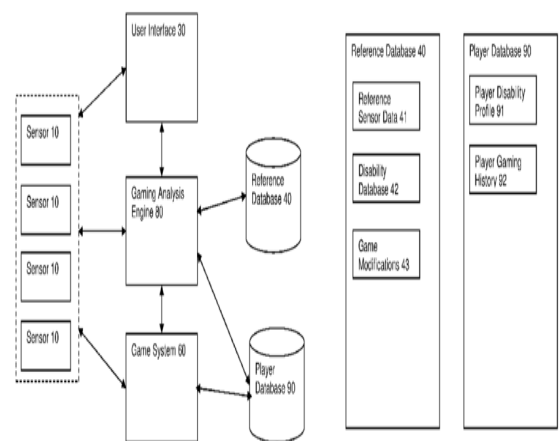 User Interface 30
Sensor 10
Sensor 10
Sensor 10
Sensor 10
Gaming Analysis
Engine 80
Game System 60
Reference
Database 40
Player
Database 90
Reference Database 40
Reference
Sensor Data 41
Disability
Database 42
Game
Modifications 43
Player Database 90
Player Disability
Profile 91
Player Gaming
History 92